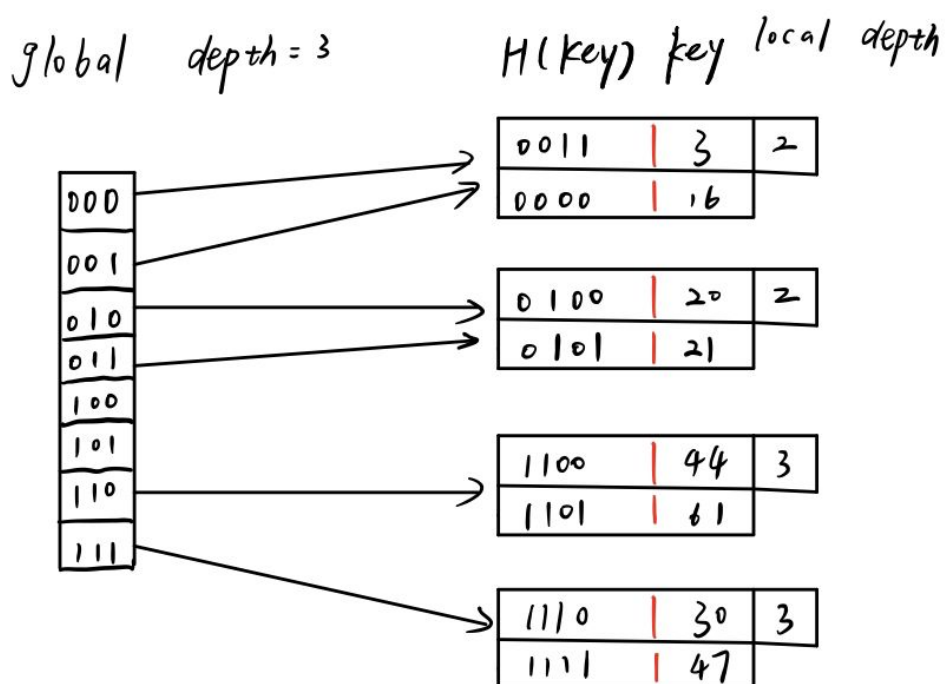 global depth = 3
H(key) key local depth
0011 | 3 2
0000 | 16
000
001
0100 | 20 2
0101 | 21
010
011
100
101
110
111
1100 | 44 3
1101 | 61
1110 | 30 3
1111 | 47